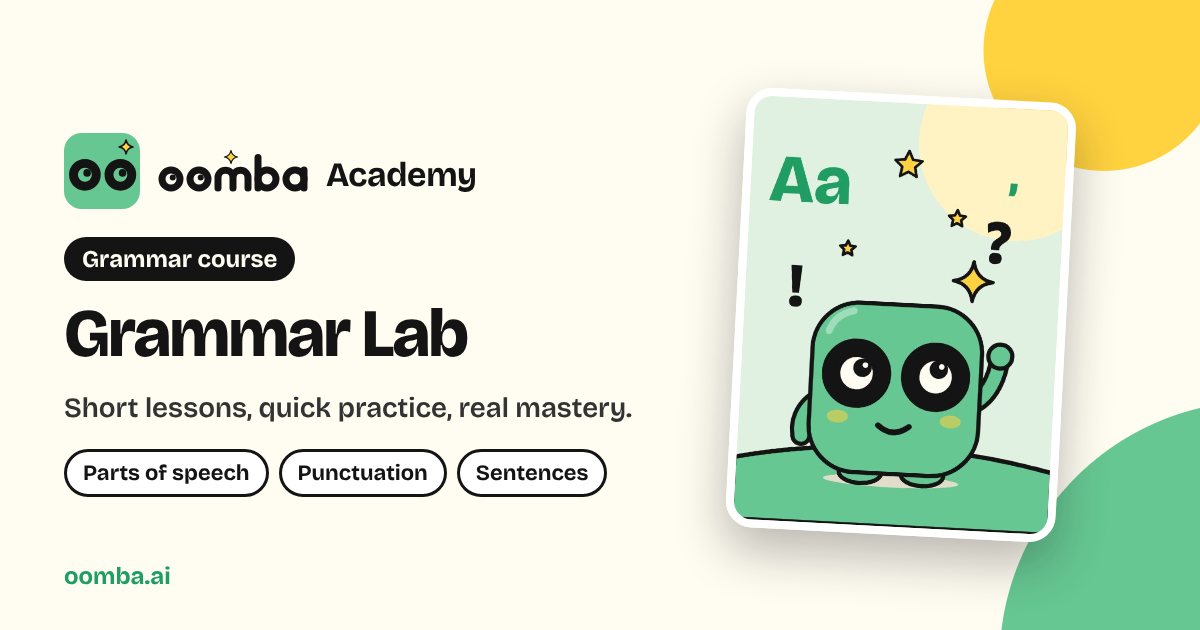 oomba Academy
Grammar course
Grammar Lab
Short lessons, quick practice, real mastery.
Parts of speech
Punctuation
Sentences
oomba.ai
Aa
,
?
!